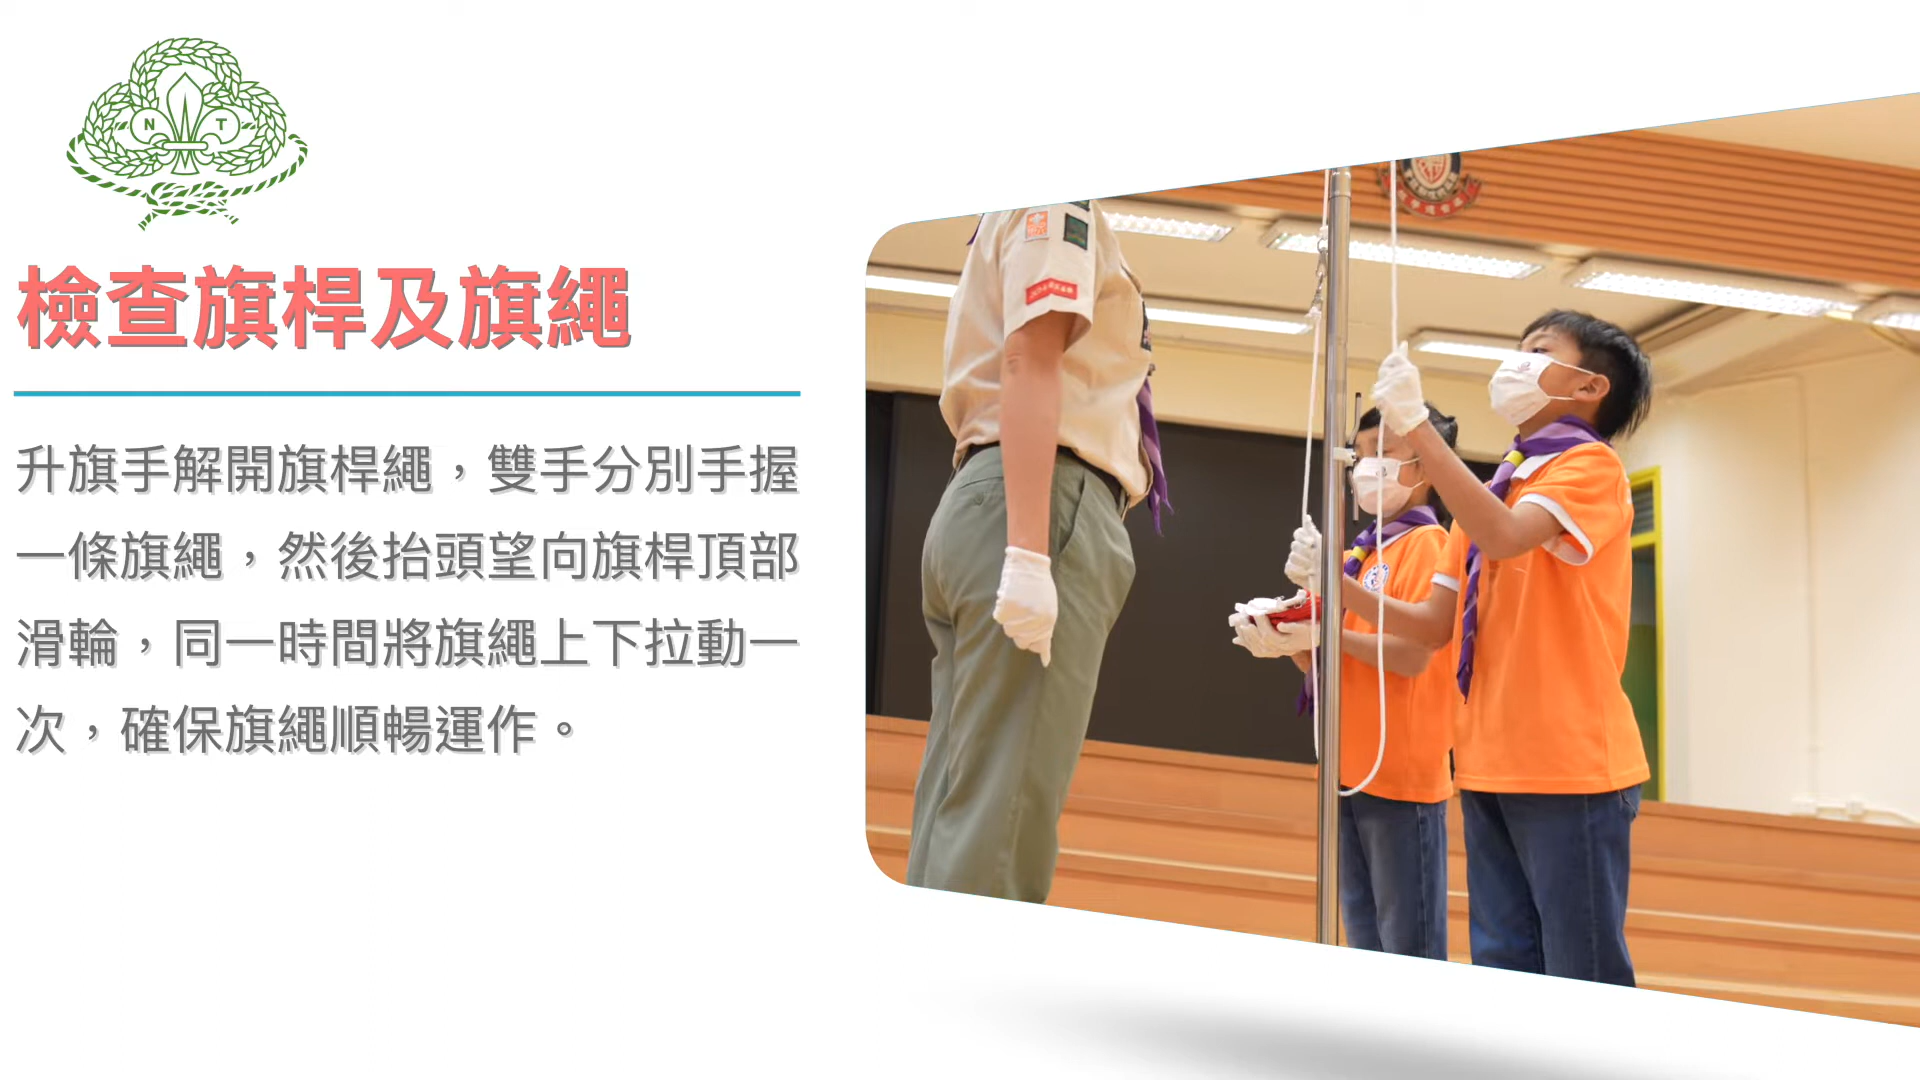 N T
檢查旗桿及旗繩
升旗手解開旗桿繩，雙手分別手握
一條旗繩，然後抬頭望向旗桿頂部
滑輪，同一時間將旗繩上下拉動一
次，確保旗繩順暢運作。